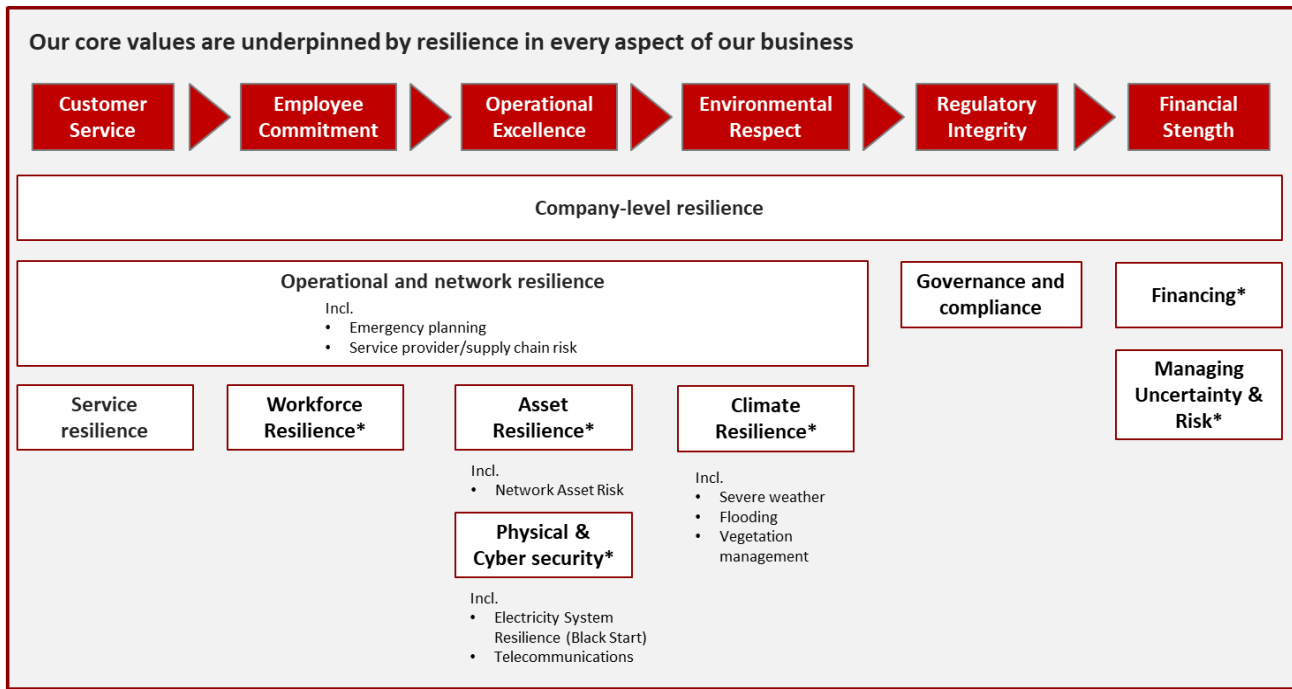 Our core values are underpinned by resilience in every aspect of our business
Customer
Service
Employee
Commitment
Operational
Excellence
Environmental
Respect
Regulatory
Integrity
Financial
Stength
Company-level resilience
Operational and network resilience
Incl.
• Emergency planning
• Service provider/supply chain risk
Governance and
compliance
Financing*
Managing
Uncertainty &
Risk*
Service
resilience
Workforce
Resilience*
Asset
Resilience*
Incl.
• Network Asset Risk
Physical &
Cyber security*
Incl.
• Electricity System
Resilience (Black Start)
• Telecommunications
Climate
Resilience*
Incl.
• Severe weather
• Flooding
• Vegetation
management